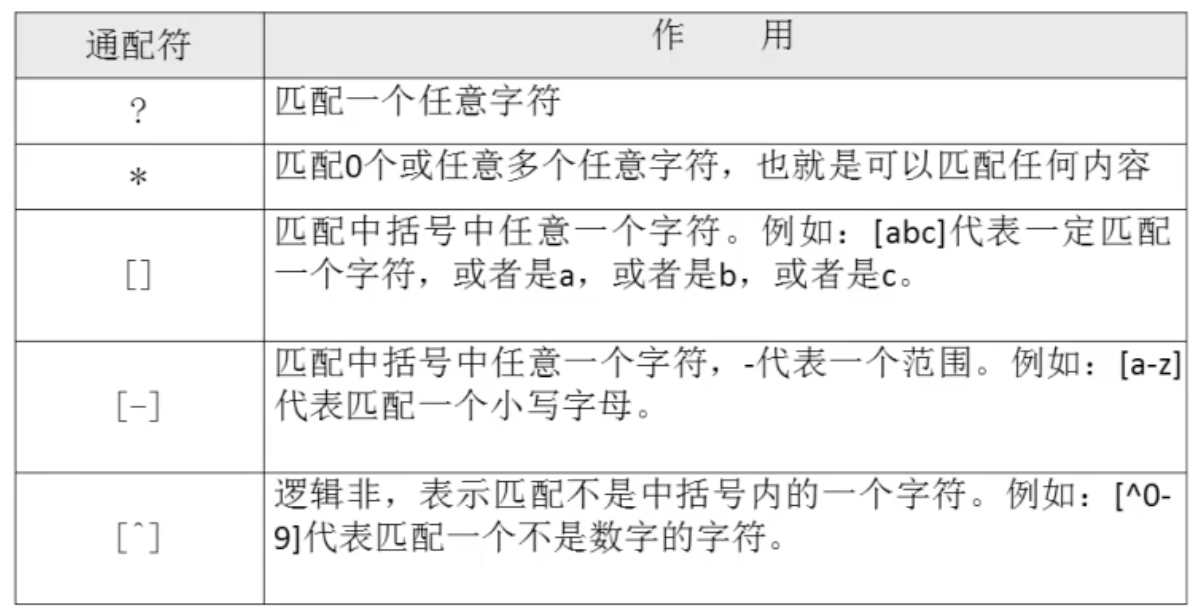 通配符 作 用
? 匹配一个任意字符
* 匹配0个或任意多个任意字符，也就是可以匹配任何内容
[] 匹配中括号中任意一个字符。例如：[abc]代表一定匹配
一个字符，或者是a，或者是b，或者是c。
[-] 匹配中括号中任意一个字符，-代表一个范围。例如：[a-z]
代表匹配一个小写字母。
[^] 逻辑非，表示匹配不是中括号内的一个字符。例如：[^0-
9]代表匹配一个不是数字的字符。